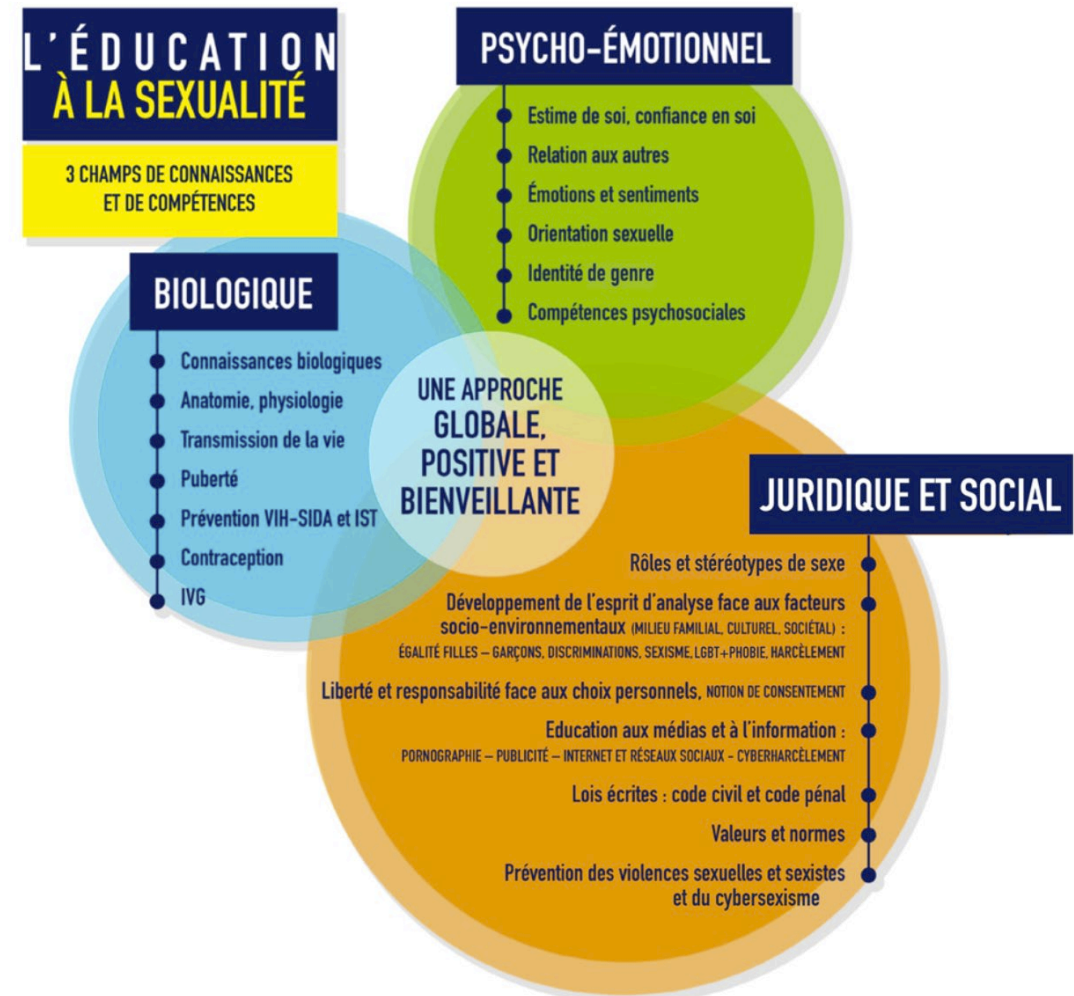 L'ÉDUCATION
À LA SEXUALITÉ
3 CHAMPS DE CONNAISSANCES
ET DE COMPÉTENCES
PSYCHO-ÉMOTIONNEL
Estime de soi, confiance en soi
Relation aux autres
Émotions et sentiments
Orientation sexuelle
Identité de genre
Compétences psychosociales
BIOLOGIQUE
Connaissances biologiques
Anatomie, physiologie
Transmission de la vie
Puberté
Prévention VIH-SIDA et IST
Contraception
IVG
UNE APPROCHE
GLOBALE,
POSITIVE ET
BIENVEILLANTE
JURIDIQUE ET SOCIAL
Rôles et stéréotypes de sexe
Développement de l'esprit d'analyse face aux facteurs
socio-environnementaux (MILIEU FAMILIAL, CULTUREL, SOCIÉTAL) :
ÉGALITÉ FILLES – GARÇONS, DISCRIMINATIONS, SEXISME, LGBT+PHOBIE, HARCÈLEMENT
Liberté et responsabilité face aux choix personnels, NOTION DE CONSENTEMENT
Education aux médias et à l'information :
PORNOGRAPHIE – PUBLICITÉ – INTERNET ET RÉSEAUX SOCIAUX - CYBERHARCÈLEMENT
Lois écrites : code civil et code pénal
Valeurs et normes
Prévention des violences sexuelles et sexistes
et du cybersexisme